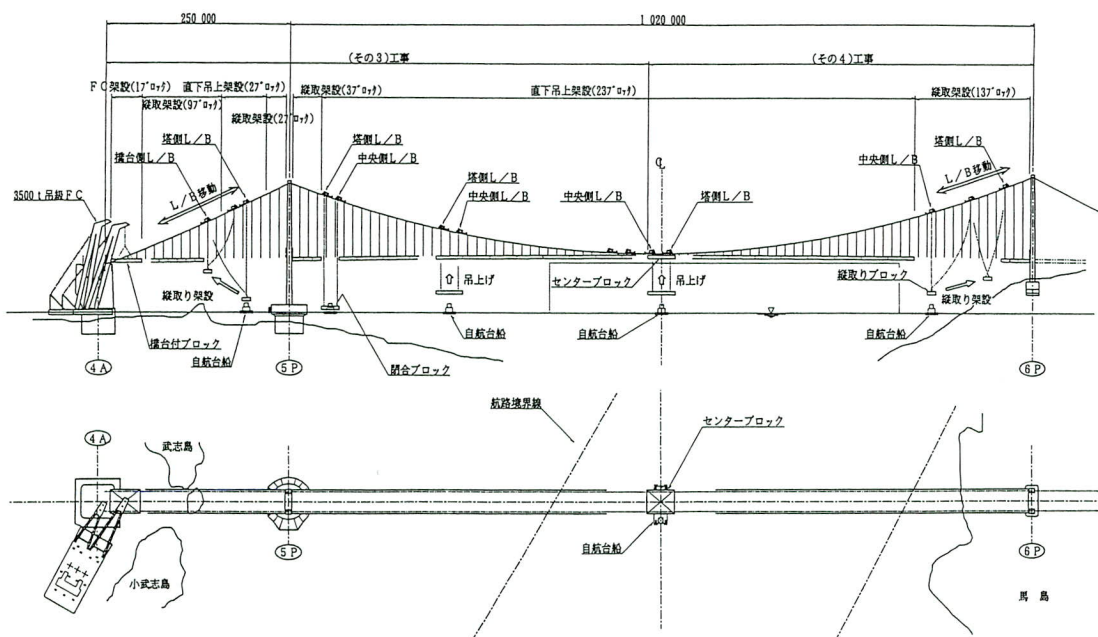 250 000
1 020 000
(その3)工事
(その4)工事
FC架設(1ブロック)
直下吊上架設(2ブロック)
縦取架設(3ブロック)
直下吊上架設(23ブロック)
縦取架設(13ブロック)
縦取架設(9ブロック)
縦取架設(2ブロック)
塔側L/B
塔側L/B
橋台側L/B
中央側L/B
中央側L/B
塔側L/B
3500t吊級FC
L/B移動
塔側L/B
中央側L/B
中央側L/B
℄
塔側L/B
L/B移動
縦取り架設
吊上げ
センターブロック
吊上げ
縦取りブロック
縦取り架設
橋台付ブロック
自航台船
閉合ブロック
自航台船
自航台船
自航台船
4A
5P
6P
航路境界線
センターブロック
4A
武志島
5P
自航台船
6P
小武志島
馬島